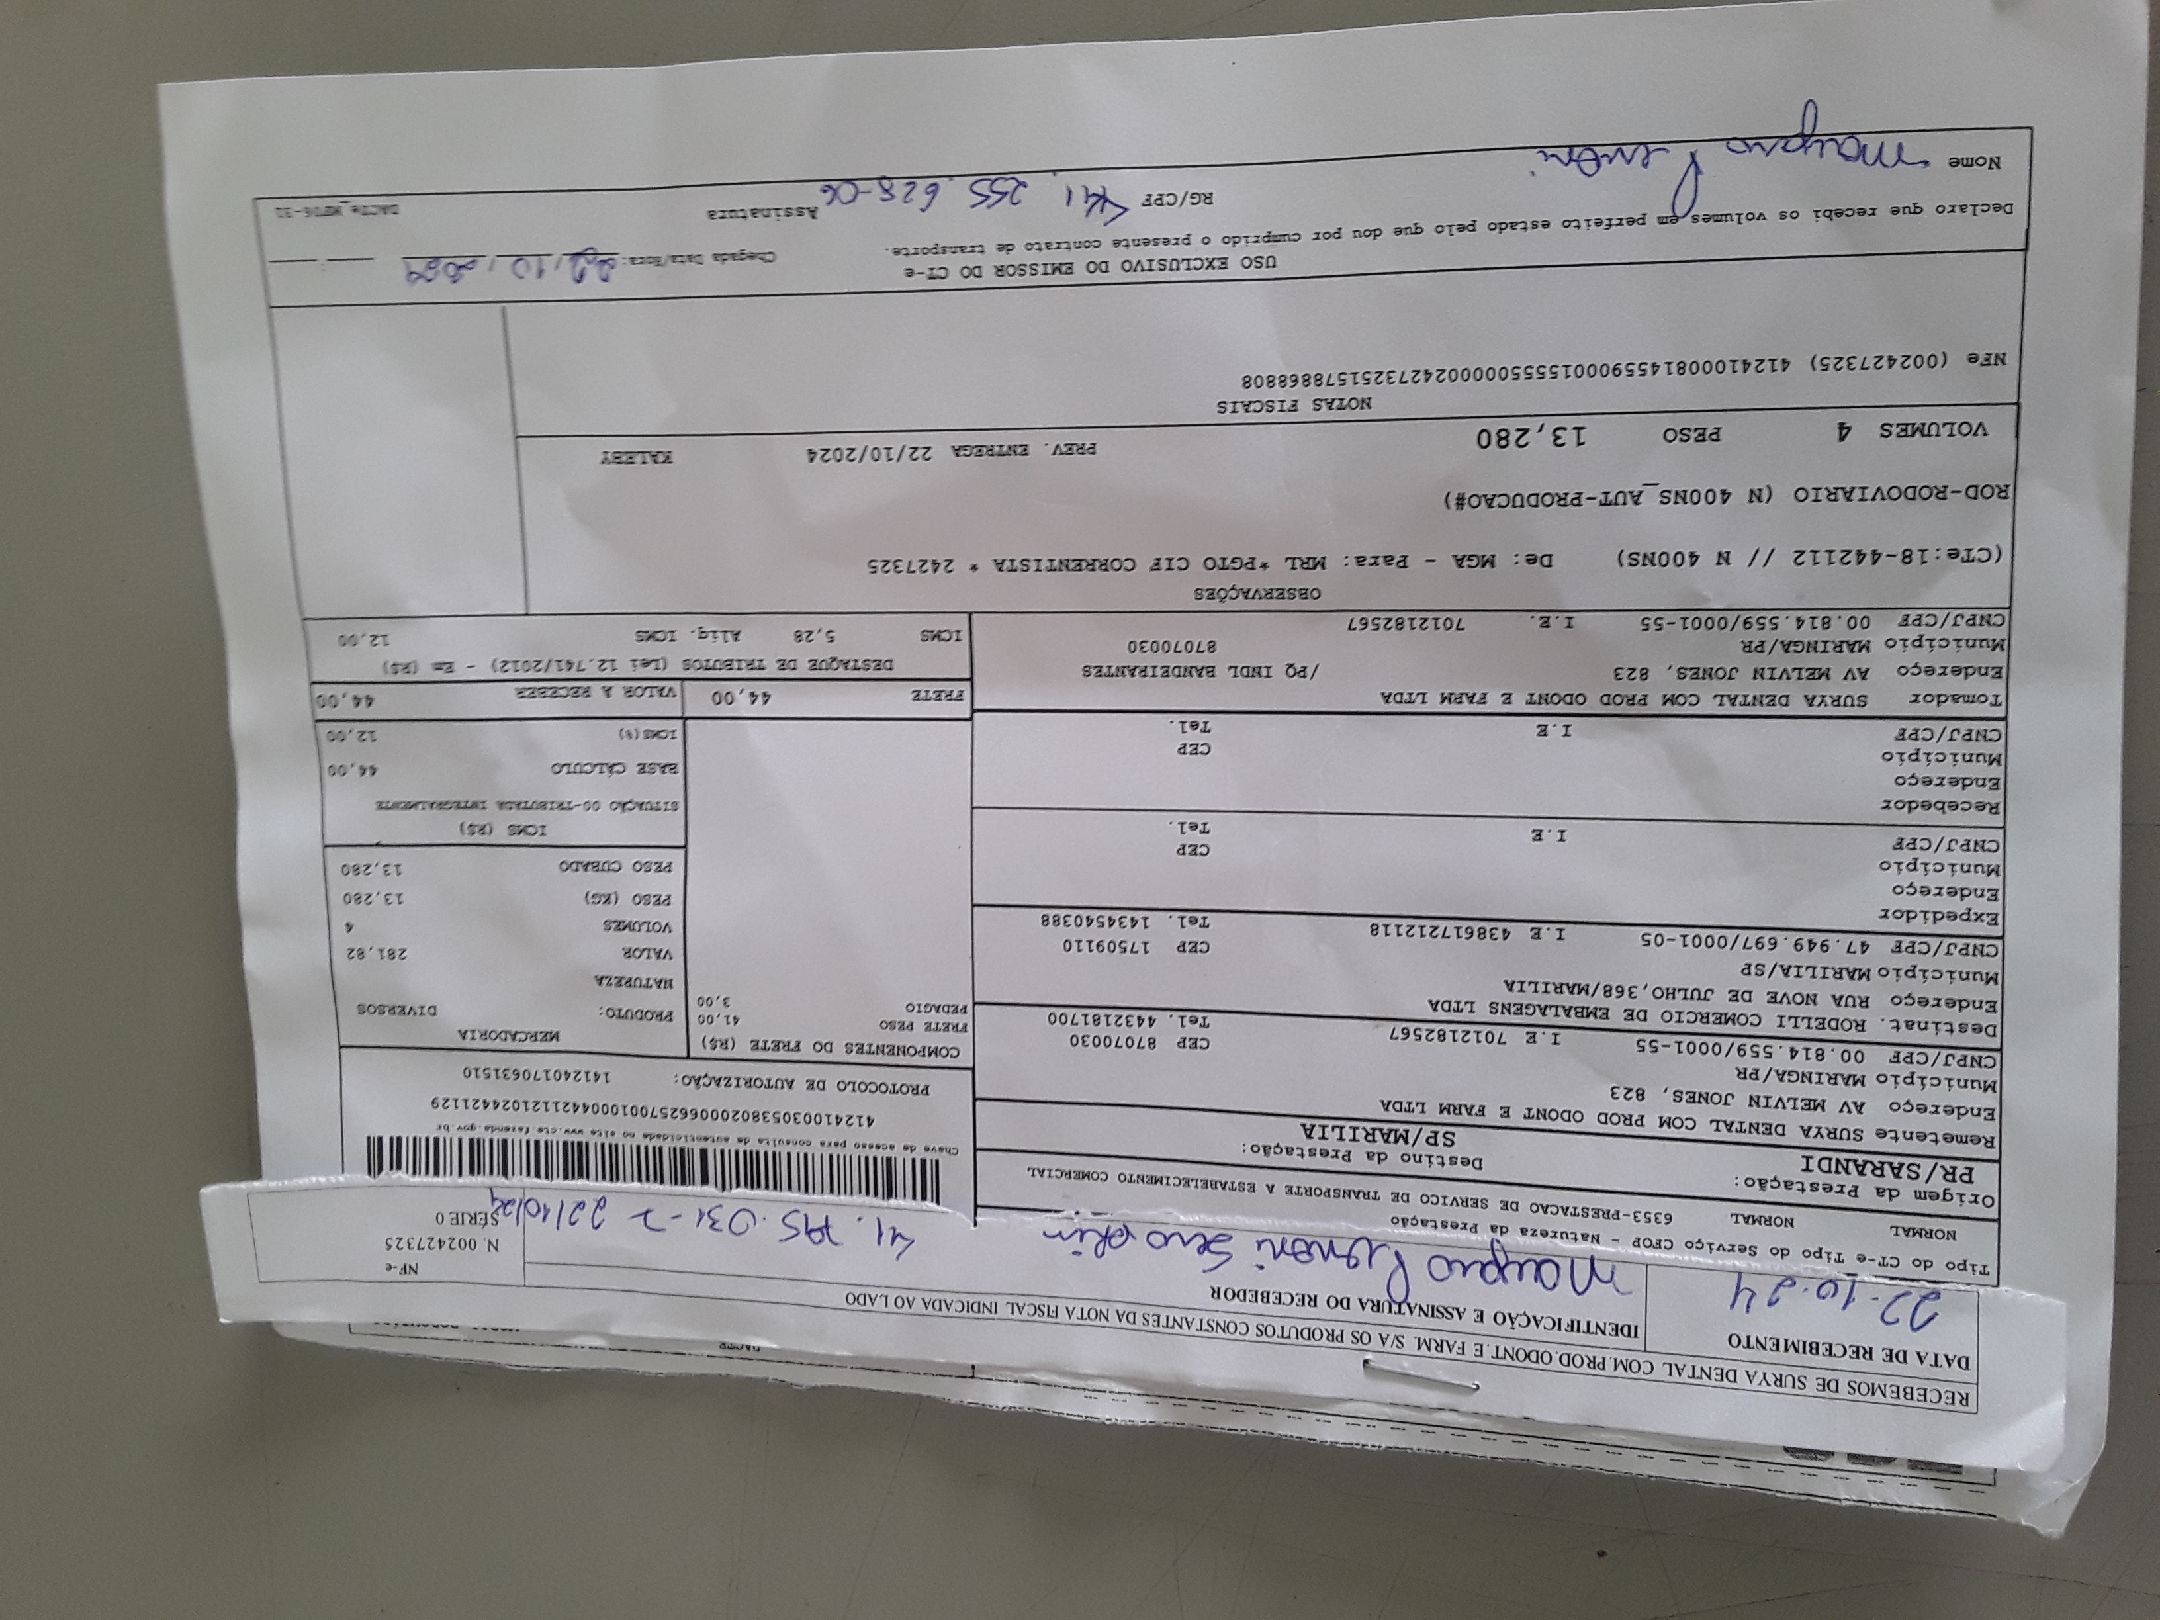 RECEBEMOS DE SURYA DENTAL COM.PROD.ODONT.E FARM. S/A OS PRODUTOS CONSTANTES DA NOTA FISCAL INDICADA AO LADO
DATA DE RECEBIMENTO
22.10.24
IDENTIFICAÇÃO E ASSINATURA DO RECEBEDOR
22/10/24
NF-e
N. 002427325
SÉRIE 0
Tipo do CT-e Tipo do Serviço CFOP - Natureza da Prestação
NORMAL NORMAL 6353-PRESTACAO DE SERVICO DE TRANSPORTE A ESTABELECIMENTO COMERCIAL
Origem da Prestação: Destino da Prestação:
PR/SARANDI SP/MARILIA
Remetente SURYA DENTAL COM PROD ODONT E FARM LTDA
Endereço AV MELVIN JONES, 823
Município MARINGA/PR CEP 87070030
CNPJ/CPF 00.814.559/0001-55 I.E 7012182567 Tel. 4432181700
Destinat. RODELLI COMERCIO DE EMBALAGENS LTDA
Endereço RUA NOVE DE JULHO,368/MARILIA
Município MARILIA/SP CEP 17509110
CNPJ/CPF 47.949.697/0001-05 I.E 438617212118 Tel. 1434540388
Expedidor
Endereço
Município CEP
CNPJ/CPF I.E Tel.
Recebedor
Endereço
Município CEP
CNPJ/CPF I.E Tel.
Tomador SURYA DENTAL COM PROD ODONT E FARM LTDA
Endereço AV MELVIN JONES, 823 /PQ INDL BANDEIRANTES
Município MARINGA/PR 87070030
CNPJ/CPF 00.814.559/0001-55 I.E. 7012182567
Chave de acesso para consulta de autenticidade no site www.cte.fazenda.gov.br
PROTOCOLO DE AUTORIZAÇÃO: 141240170631510
COMPONENTES DO FRETE (R$)
FRETE PESO 41,00
PEDAGIO 3,00
MERCADORIA
PRODUTO: DIVERSOS
NATUREZA
VALOR 281,82
VOLUMES 4
PESO (KG) 13,280
PESO CUBADO 13,280
ICMS (R$)
SITUAÇÃO 00-TRIBUTADA INTEGRALMENTE
BASE CÁLCULO 44,00
ICMS(%) 12,00
FRETE 44,00 VALOR A RECEBER 44,00
DESTAQUE DE TRIBUTOS (Lei 12.741/2012) - Em (R$)
ICMS 5,28 Aliq. ICMS 12,00
OBSERVAÇÕES
(CTe:18-442112 // N 400NS) De: MGA - Para: MRL *PGTO CIF CORRENTISTA * 2427325
ROD-RODOVIARIO (N 400NS_AUT-PRODUCAO#)
VOLUMES 4 PESO 13,280 PREV. ENTREGA 22/10/2024 KALEBY
NOTAS FISCAIS
NFe (002427325)
USO EXCLUSIVO DO EMISSOR DO CT-e
Chegada Data/Hora: 22/10/2024
Declaro que recebi os volumes em perfeito estado pelo que dou por cumprido o presente contrato de transporte.
Nome RG/CPF 441.255.628-06 Assinatura